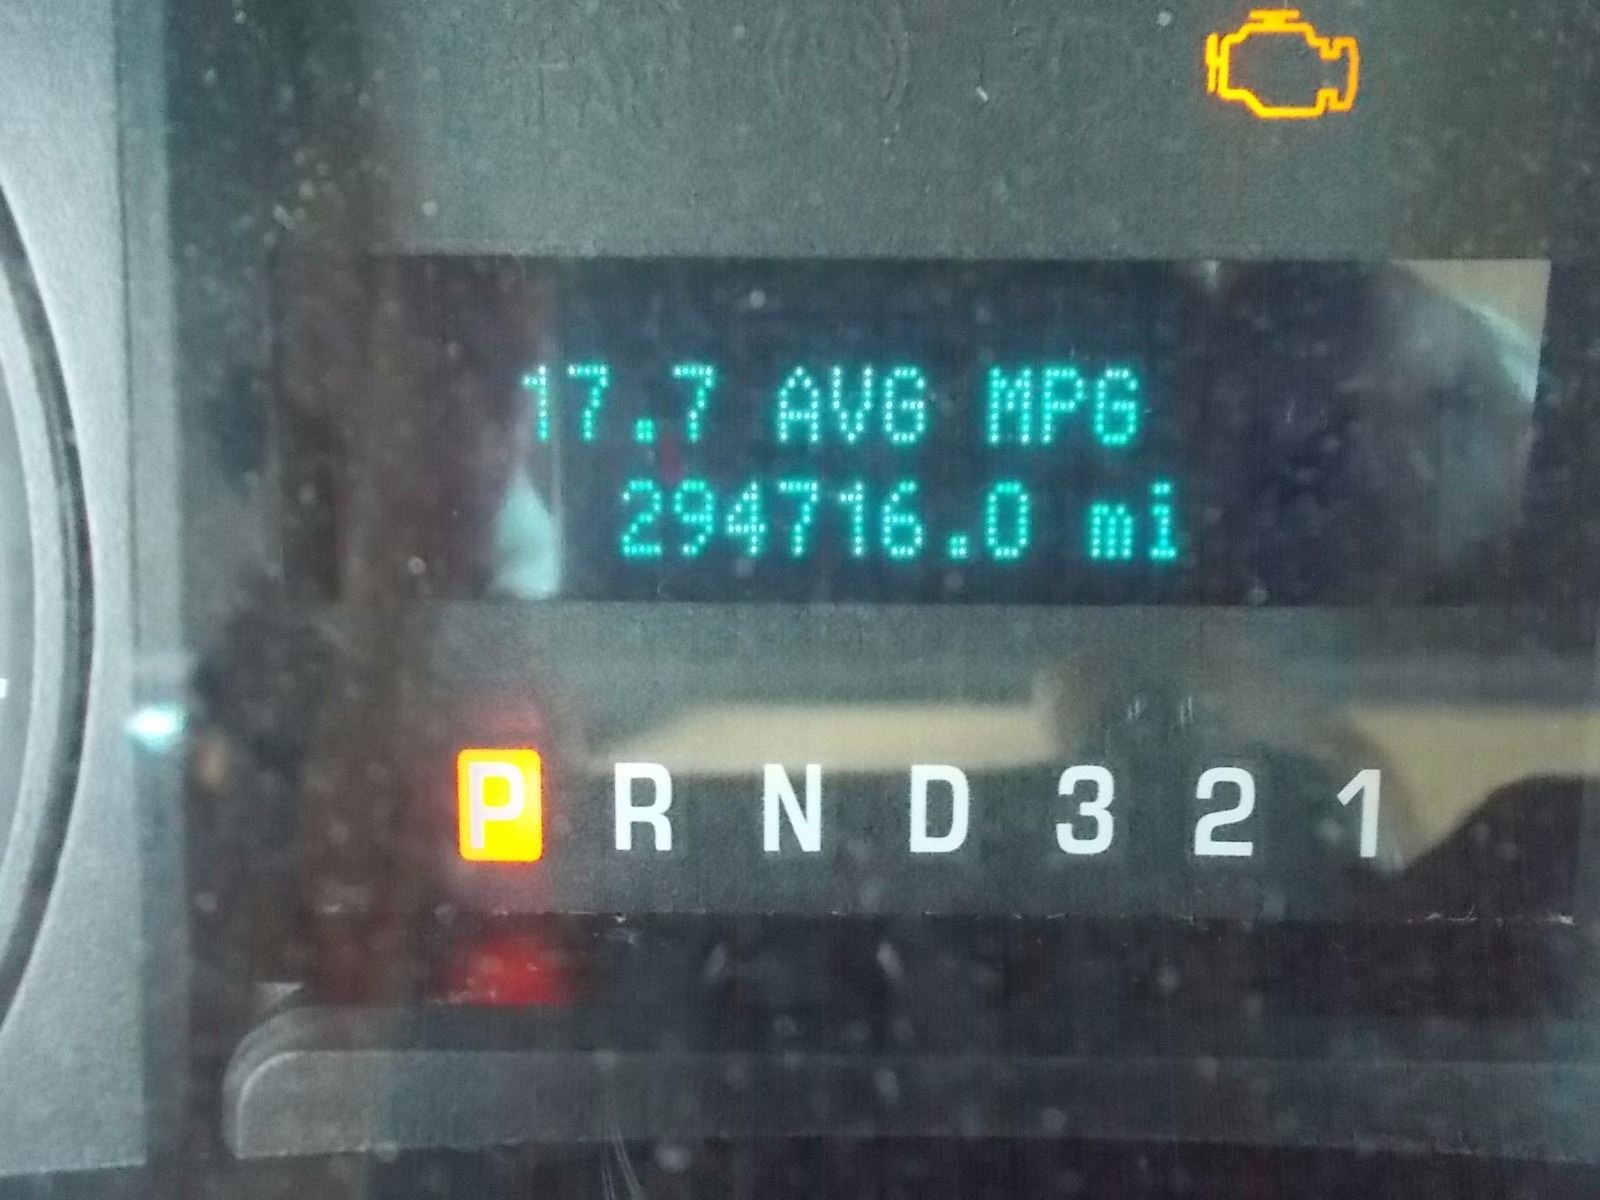 17.7 AVG MPG
294716.0 mi
P R N D 3 2 1